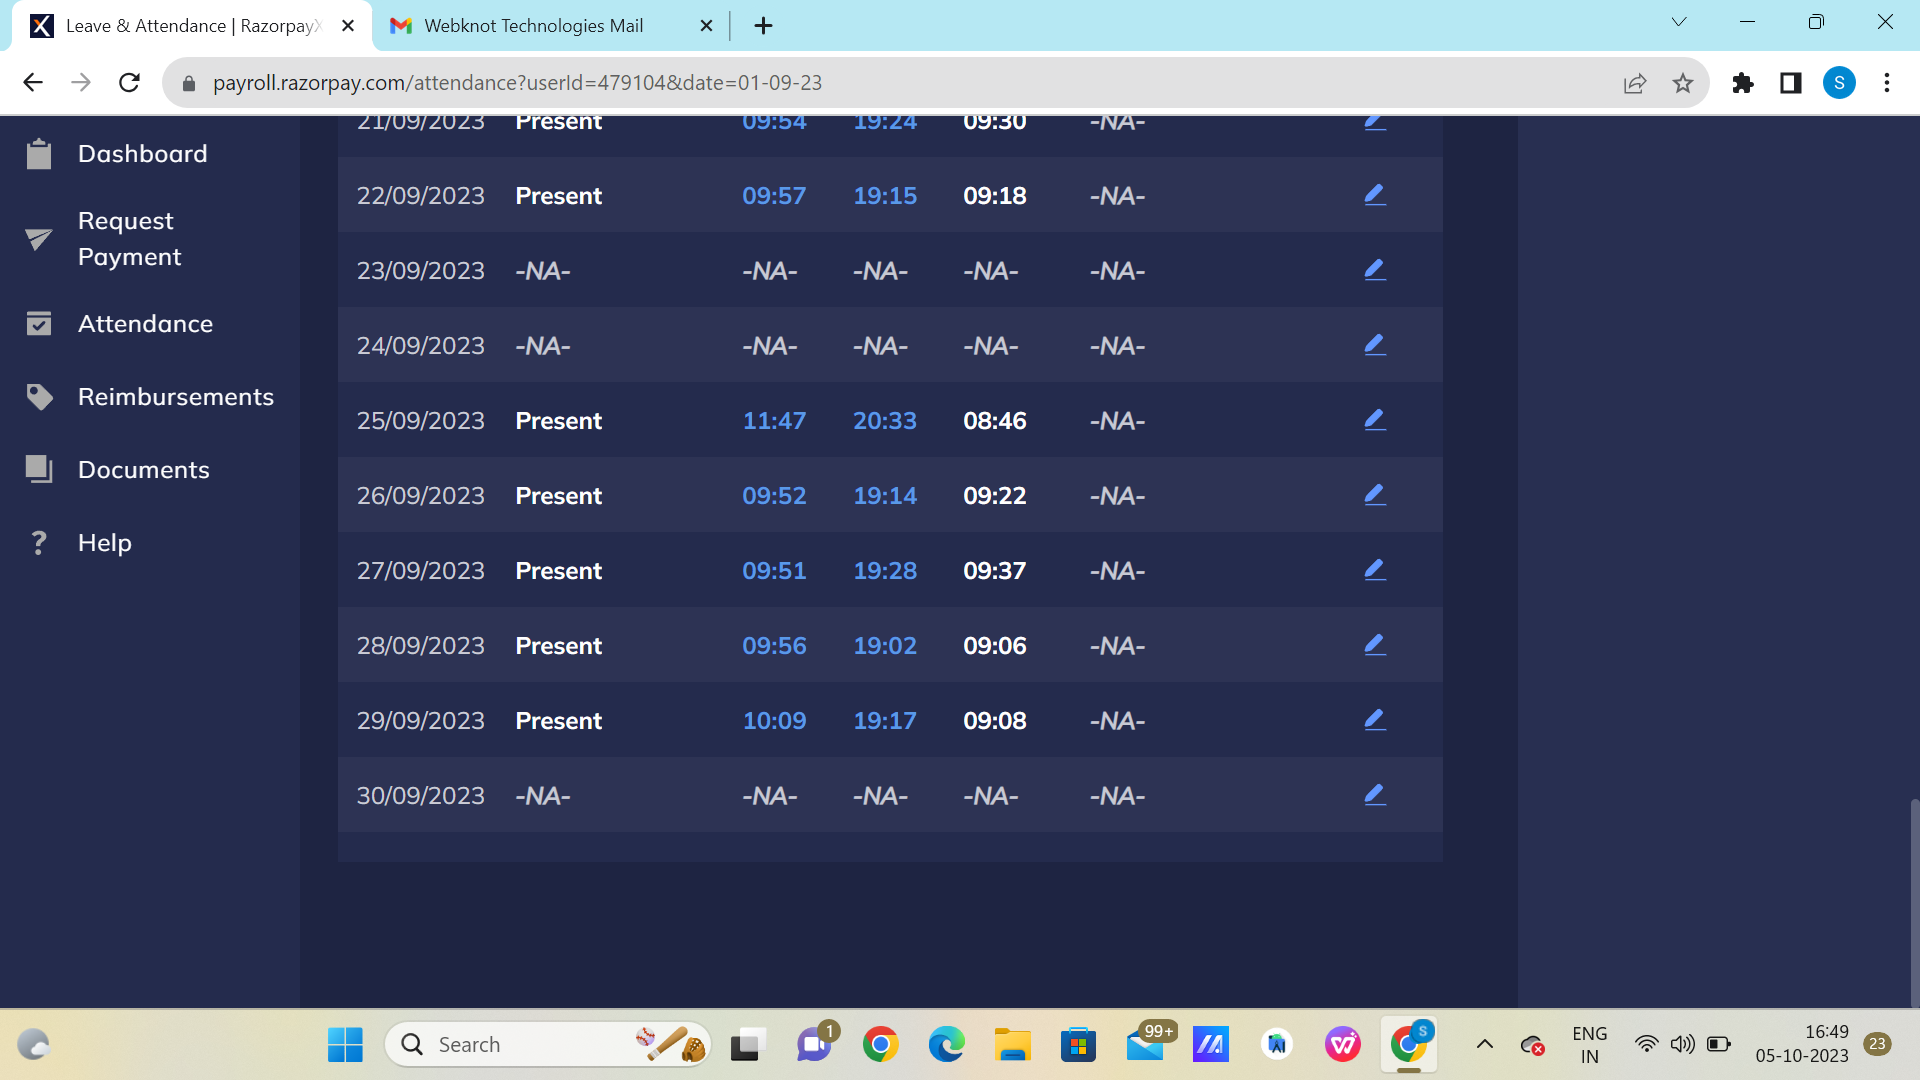 Leave & Attendance | RazorpayX
Webknot Technologies Mail
payroll.razorpay.com/attendance?userId=479104&date=01-09-23
S
Dashboard
Request
Payment
Attendance
Reimbursements
Documents
? Help
21/09/2023 Present 09:54 19:24 09:30 -NA-
22/09/2023 Present 09:57 19:15 09:18 -NA-
23/09/2023 -NA- -NA- -NA- -NA- -NA-
24/09/2023 -NA- -NA- -NA- -NA- -NA-
25/09/2023 Present 11:47 20:33 08:46 -NA-
26/09/2023 Present 09:52 19:14 09:22 -NA-
27/09/2023 Present 09:51 19:28 09:37 -NA-
28/09/2023 Present 09:56 19:02 09:06 -NA-
29/09/2023 Present 10:09 19:17 09:08 -NA-
30/09/2023 -NA- -NA- -NA- -NA- -NA-
Search
1
99+
S
ENG
IN
16:49
05-10-2023
23